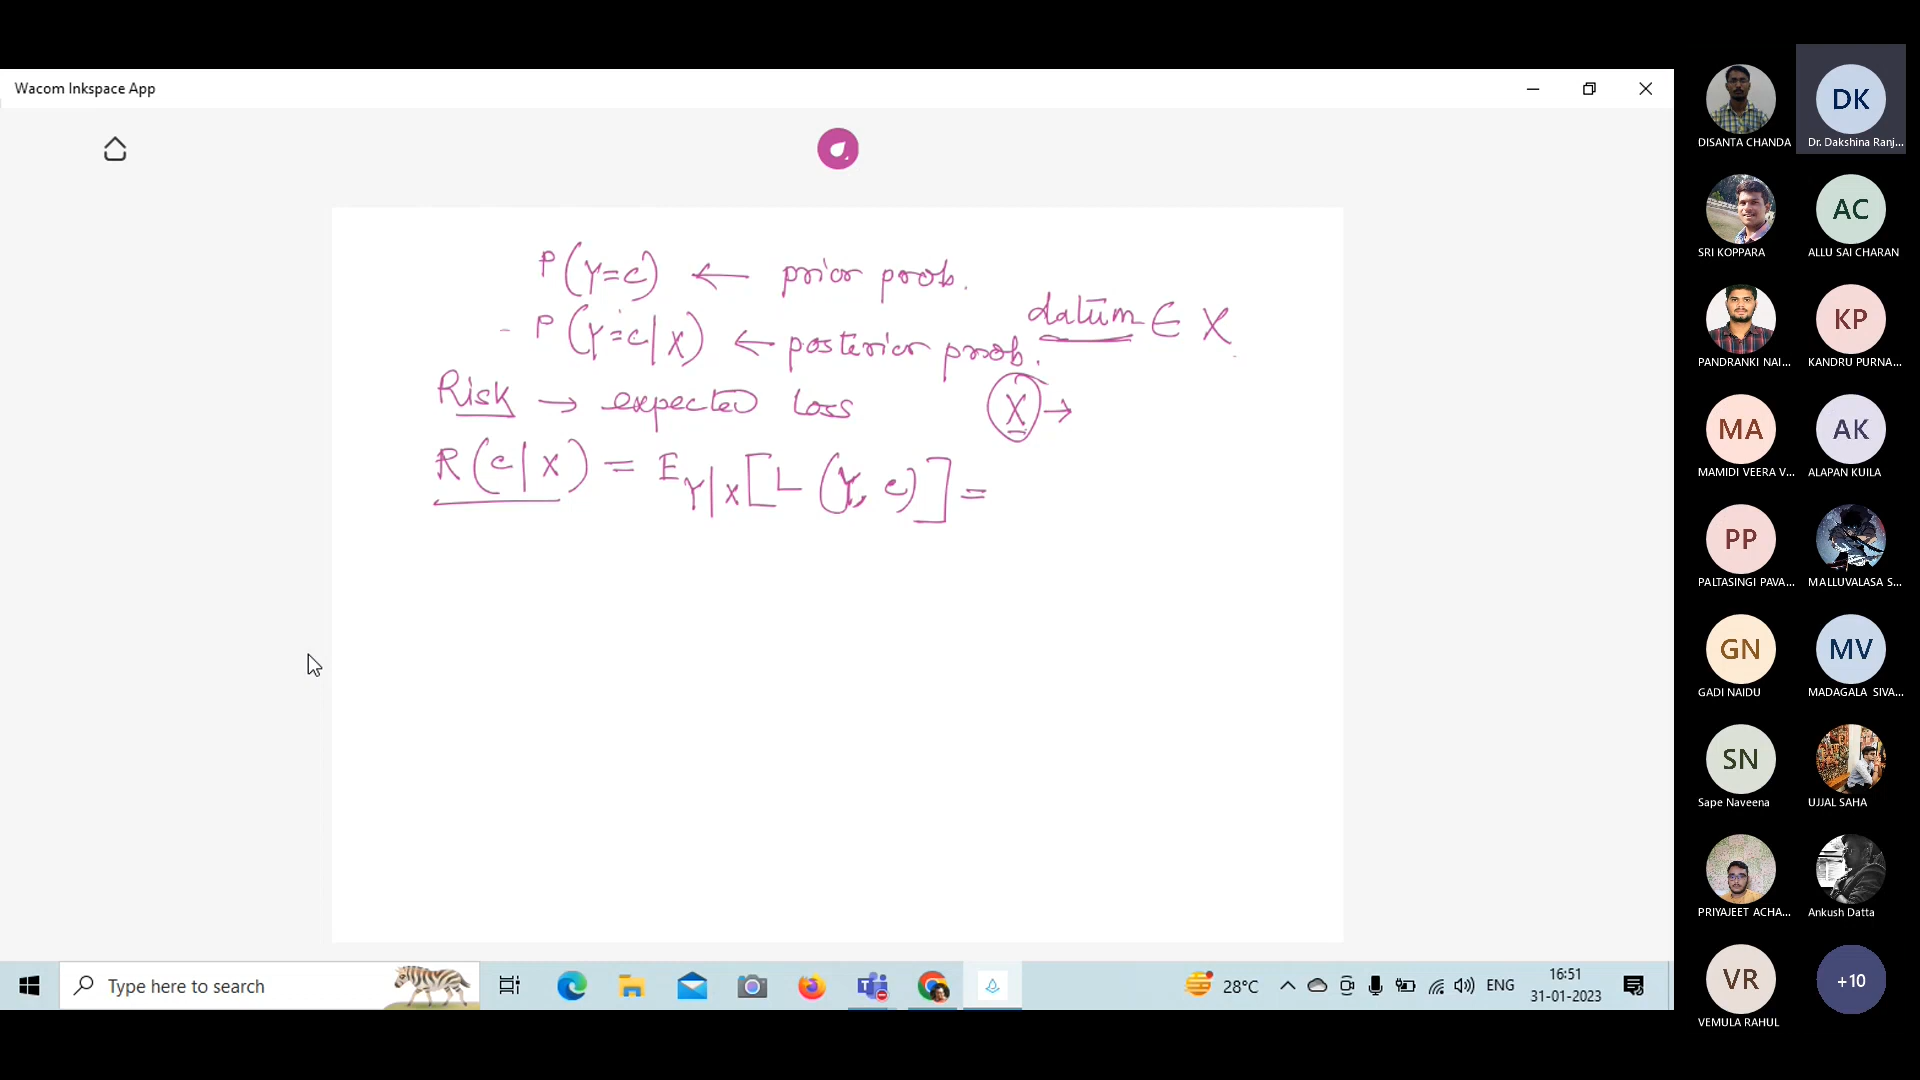 Wacom Inkspace App
P(Y=c) ← prior prob.
datum ∈ X
- P(Y=c|X) ← posterior prob.
Risk → expected loss
X →
R(c|X) = E_{Y|X}[L(Y, c)] =
DISANTA CHANDA
DK
Dr. Dakshina Ranj...
SRI KOPPARA
AC
ALLU SAI CHARAN
PANDRANKI NAI...
KP
KANDRU PURNA...
MA
MAMIDI VEERA V...
AK
ALAPAN KUILA
PP
PALTASINGI PAVA...
MALLUVALASA S...
GN
GADI NAIDU
MV
MADAGALA SIVA...
SN
Sape Naveena
UJJAL SAHA
PRIYAJEET ACHA...
Ankush Datta
VR
VEMULA RAHUL
+10
Type here to search
28°C
ENG
16:51
31-01-2023